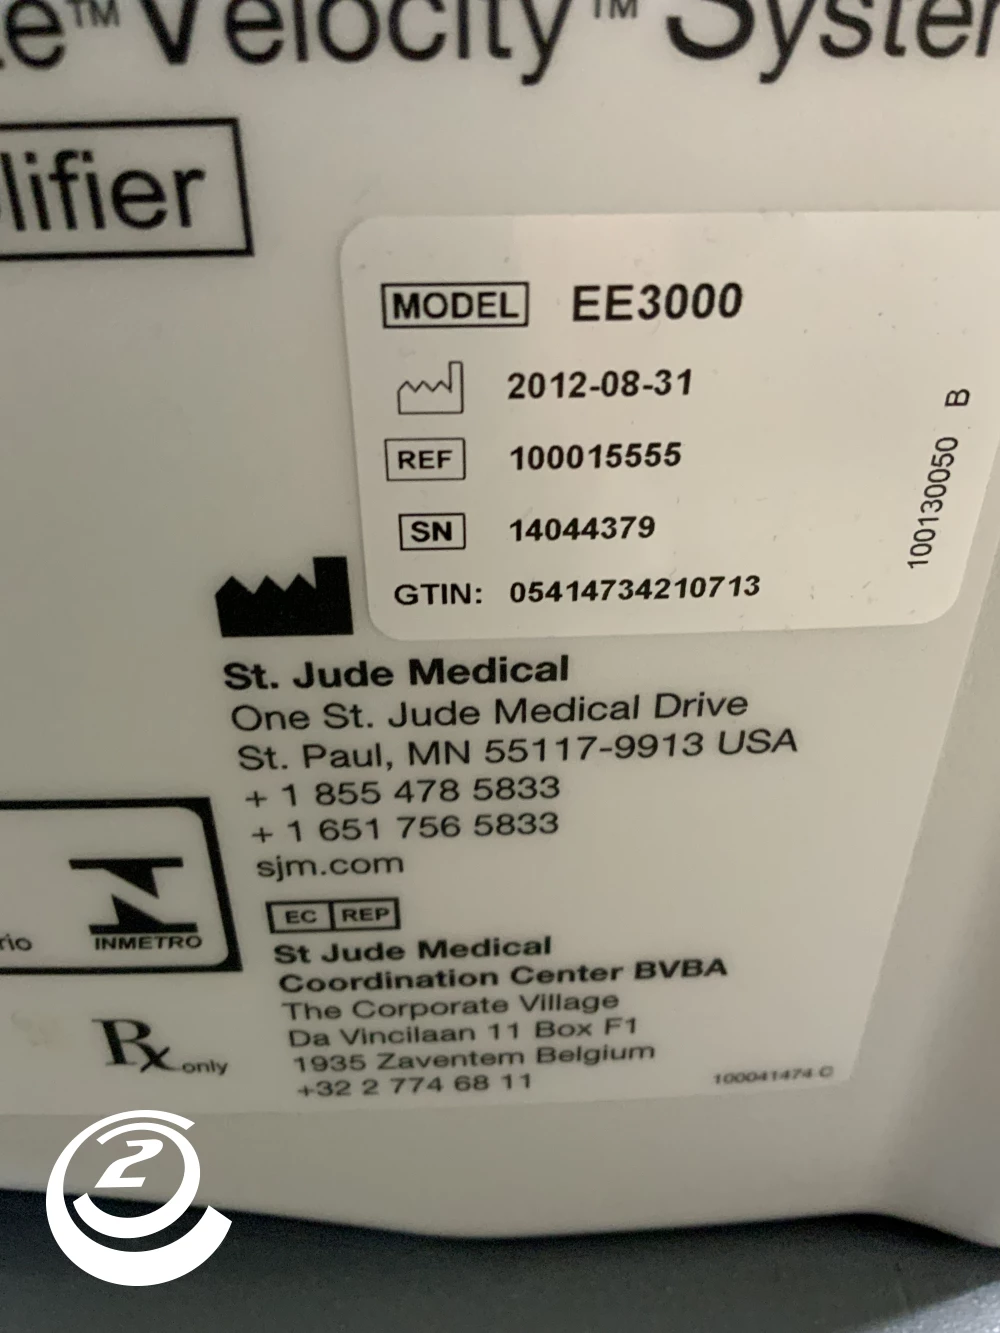 e™ Velocity™ System
lifier
MODEL EE3000
2012-08-31
REF 100015555
SN 14044379
GTIN: 05414734210713
100130050 B
St. Jude Medical
One St. Jude Medical Drive
St. Paul, MN 55117-9913 USA
+ 1 855 478 5833
+ 1 651 756 5833
sjm.com
rio
INMETRO
EC REP
St Jude Medical
Coordination Center BVBA
The Corporate Village
Da Vincilaan 11 Box F1
1935 Zaventem Belgium
+32 2 774 68 11
Rx only
100041474 C
2